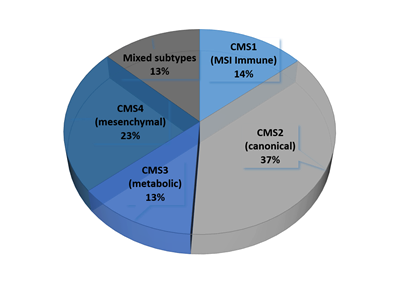 CMS1
(MSI Immune)
14%
CMS2
(canonical)
37%
CMS3
(metabolic)
13%
CMS4
(mesenchymal)
23%
Mixed subtypes
13%